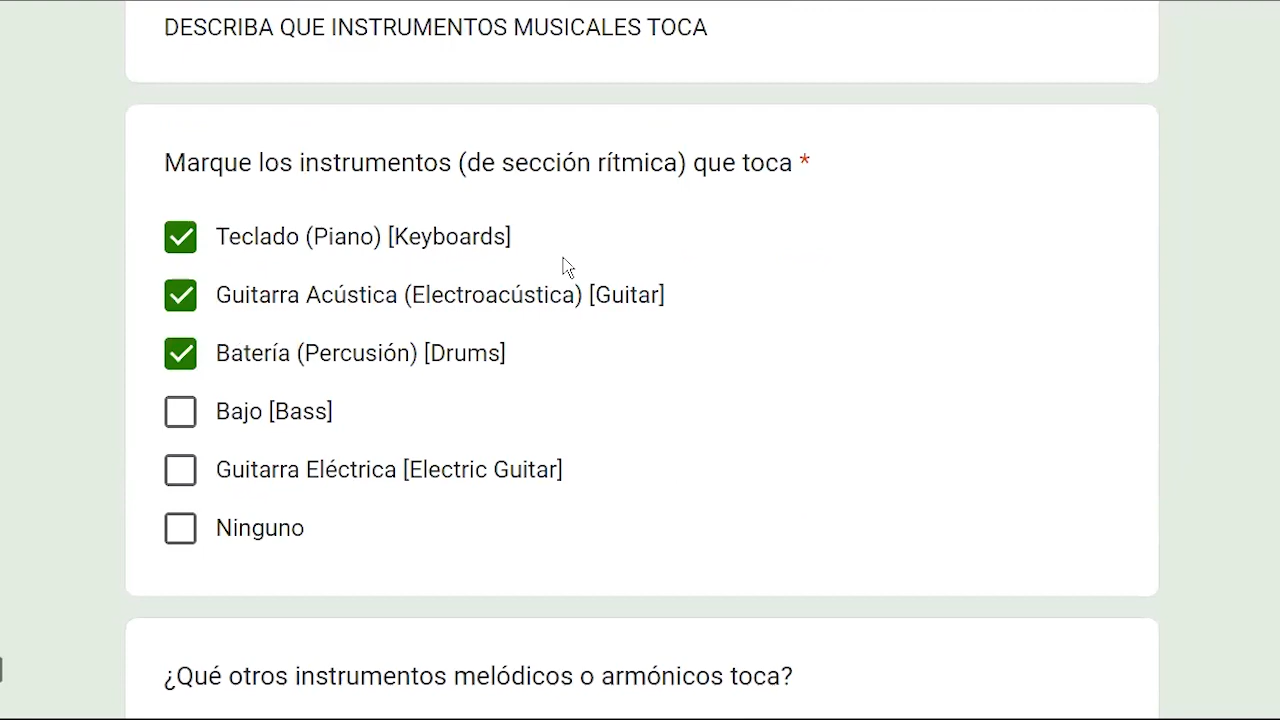 DESCRIBA QUE INSTRUMENTOS MUSICALES TOCA
Marque los instrumentos (de sección rítmica) que toca *
Teclado (Piano) [Keyboards]
Guitarra Acústica (Electroacústica) [Guitar]
Batería (Percusión) [Drums]
Bajo [Bass]
Guitarra Eléctrica [Electric Guitar]
Ninguno
¿Qué otros instrumentos melódicos o armónicos toca?